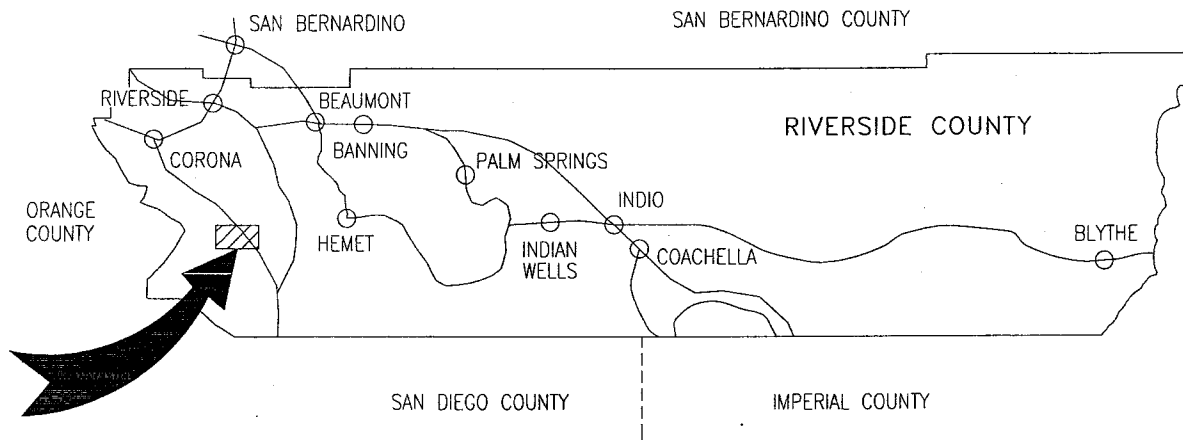 SAN BERNARDINO
SAN BERNARDINO COUNTY
RIVERSIDE
BEAUMONT
RIVERSIDE COUNTY
CORONA
BANNING
PALM SPRINGS
ORANGE
COUNTY
HEMET
INDIO
INDIAN
WELLS
COACHELLA
BLYTHE
SAN DIEGO COUNTY
IMPERIAL COUNTY